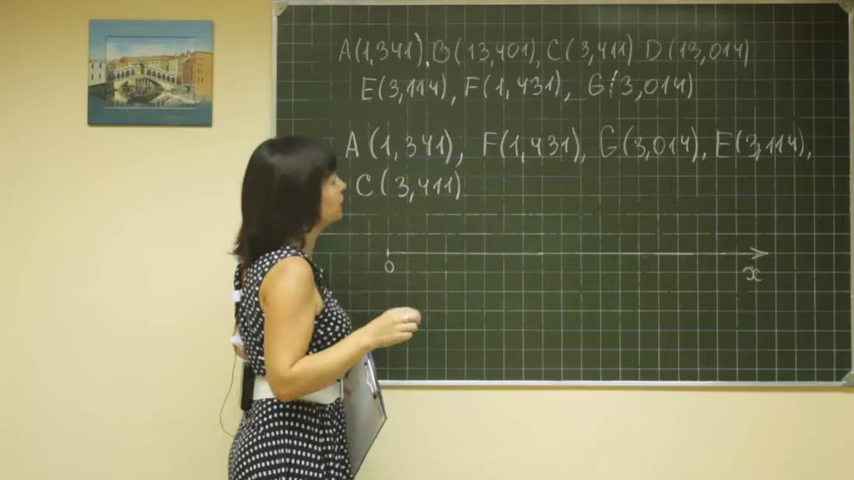 A(1,341), B(13,401), C(3,411) D(13,014)
E(3,114), F(1,431), G(3,014)
A(1,341), F(1,431), G(3,014), E(3,114),
C(3,411)
0 x